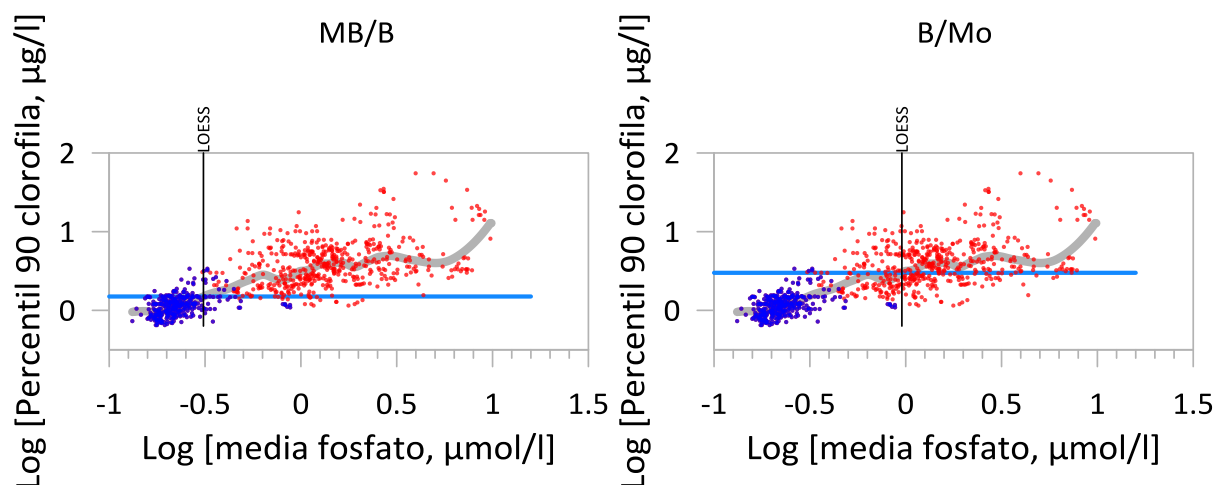 MB/B
Log [Percentil 90 clorofila, µg/l]
LOESS
2
1
0
-1 -0.5 0 0.5 1 1.5
Log [media fosfato, µmol/l]
B/Mo
Log [Percentil 90 clorofila, µg/l]
LOESS
2
1
0
-1 -0.5 0 0.5 1 1.5
Log [media fosfato, µmol/l]